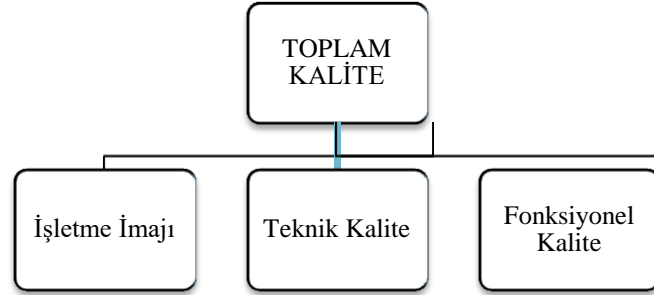 TOPLAM
KALİTE
İşletme İmajı
Teknik Kalite
Fonksiyonel
Kalite